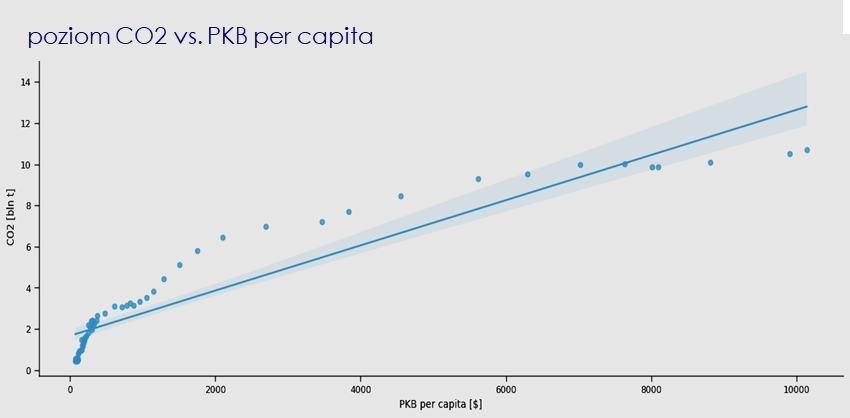 poziom CO2 vs. PKB per capita
14
12
10
8
6
4
2
0
CO2 [bln t]
0 2000 4000 6000 8000 10000
PKB per capita [$]